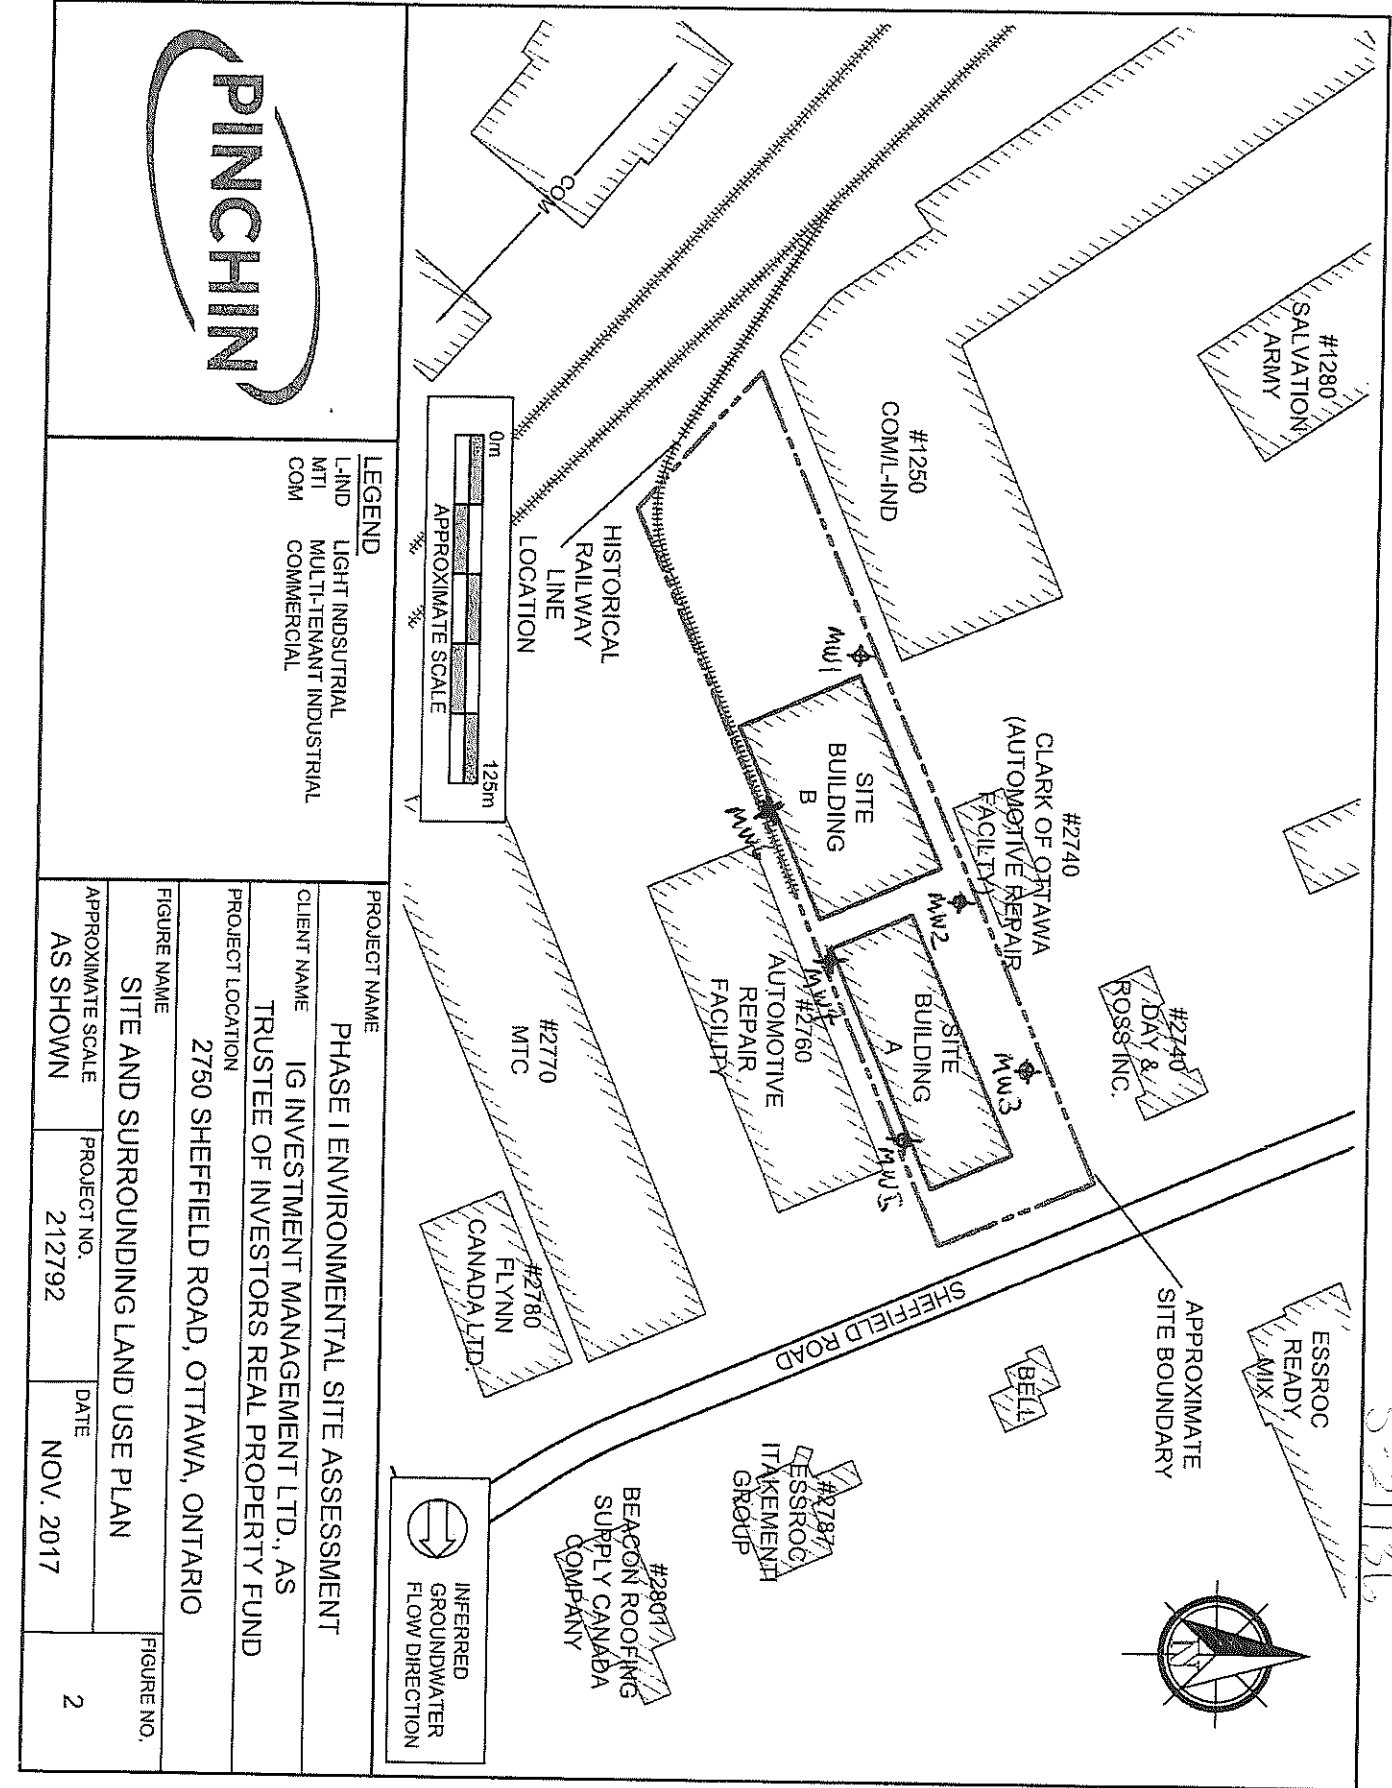 #1280
SALVATION
ARMY
#1250
COM/L-IND
COM
#2740
CLARK OF OTTAWA
(AUTOMOTIVE REPAIR
FACILTY)
#2740
DAY &
ROSS INC.
HISTORICAL
RAILWAY
LINE
LOCATION
MW1
SITE
BUILDING
B
MW2
SITE
BUILDING
A
MW3
MW4
MW5
#2760
AUTOMOTIVE
REPAIR
FACILITY
#2770
MTC
#2780
FLYNN
CANADA LTD.
SHEFFIELD ROAD
APPROXIMATE
SITE BOUNDARY
ESSROC
READY
MIX
BELL
#2787
ESSROC
ITAKEMENTI
GROUP
#2801
BEACON ROOFING
SUPPLY CANADA
COMPANY
N
0m
125m
APPROXIMATE SCALE
INFERRED
GROUNDWATER
FLOW DIRECTION
PINCHIN
LEGEND
L-IND LIGHT INDSUTRIAL
MTI MULTI-TENANT INDUSTRIAL
COM COMMERCIAL
PROJECT NAME
PHASE I ENVIRONMENTAL SITE ASSESSMENT
CLIENT NAME
IG INVESTMENT MANAGEMENT LTD., AS
TRUSTEE OF INVESTORS REAL PROPERTY FUND
PROJECT LOCATION
2750 SHEFFIELD ROAD, OTTAWA, ONTARIO
FIGURE NAME
SITE AND SURROUNDING LAND USE PLAN
APPROXIMATE SCALE
AS SHOWN
PROJECT NO.
212792
DATE
NOV. 2017
FIGURE NO.
2